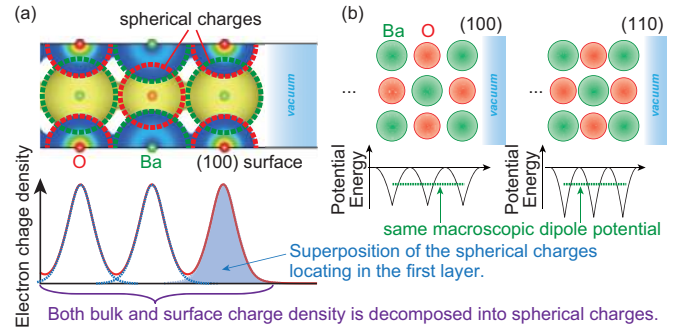 (a)
spherical charges
vacuum
O
Ba
(100) surface
Electron chage density
Superposition of the spherical charges
locating in the first layer.
Both bulk and surface charge density is decomposed into spherical charges.
(b)
Ba
O
(100)
(110)
...
vacuum
...
vacuum
Potential
Energy
Potential
Energy
same macroscopic dipole potential